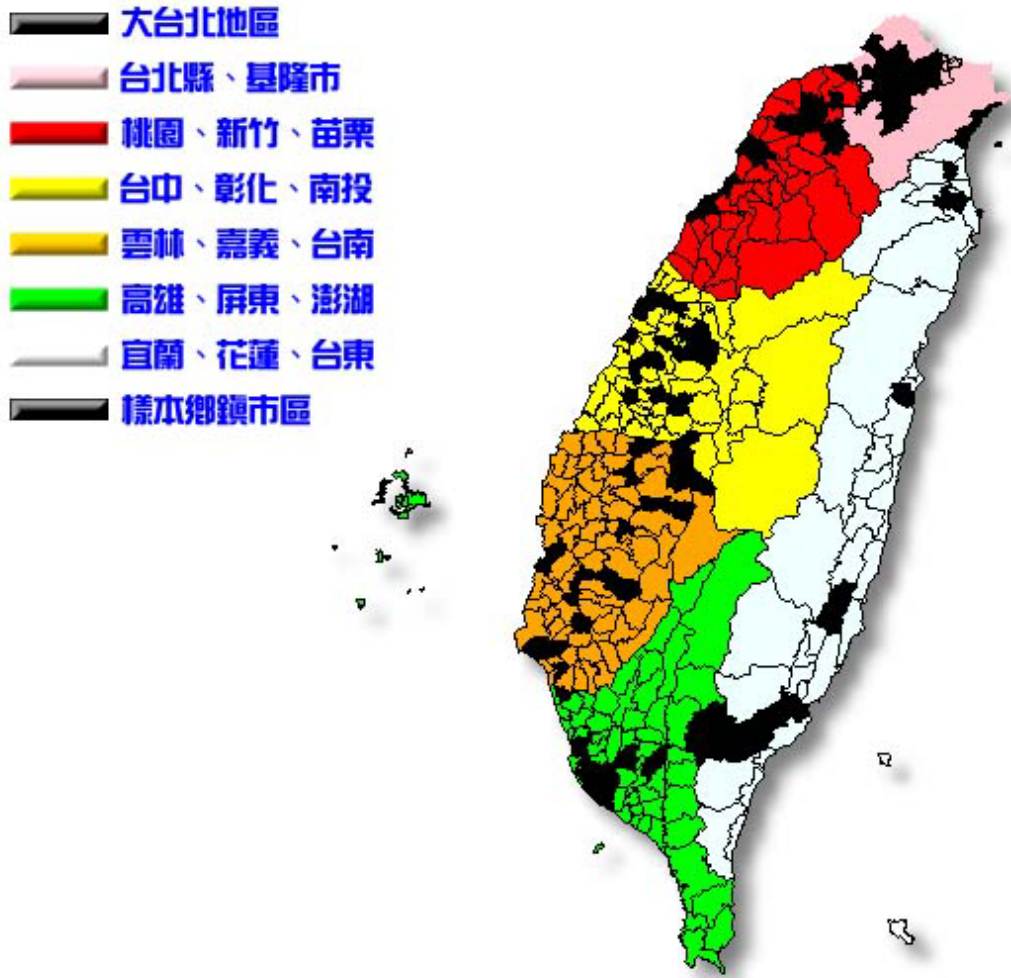 大台北地區
台北縣、基隆市
桃園、新竹、苗栗
台中、彰化、南投
雲林、嘉義、台南
高雄、屏東、澎湖
宜蘭、花蓮、台東
樣本鄉鎮市區